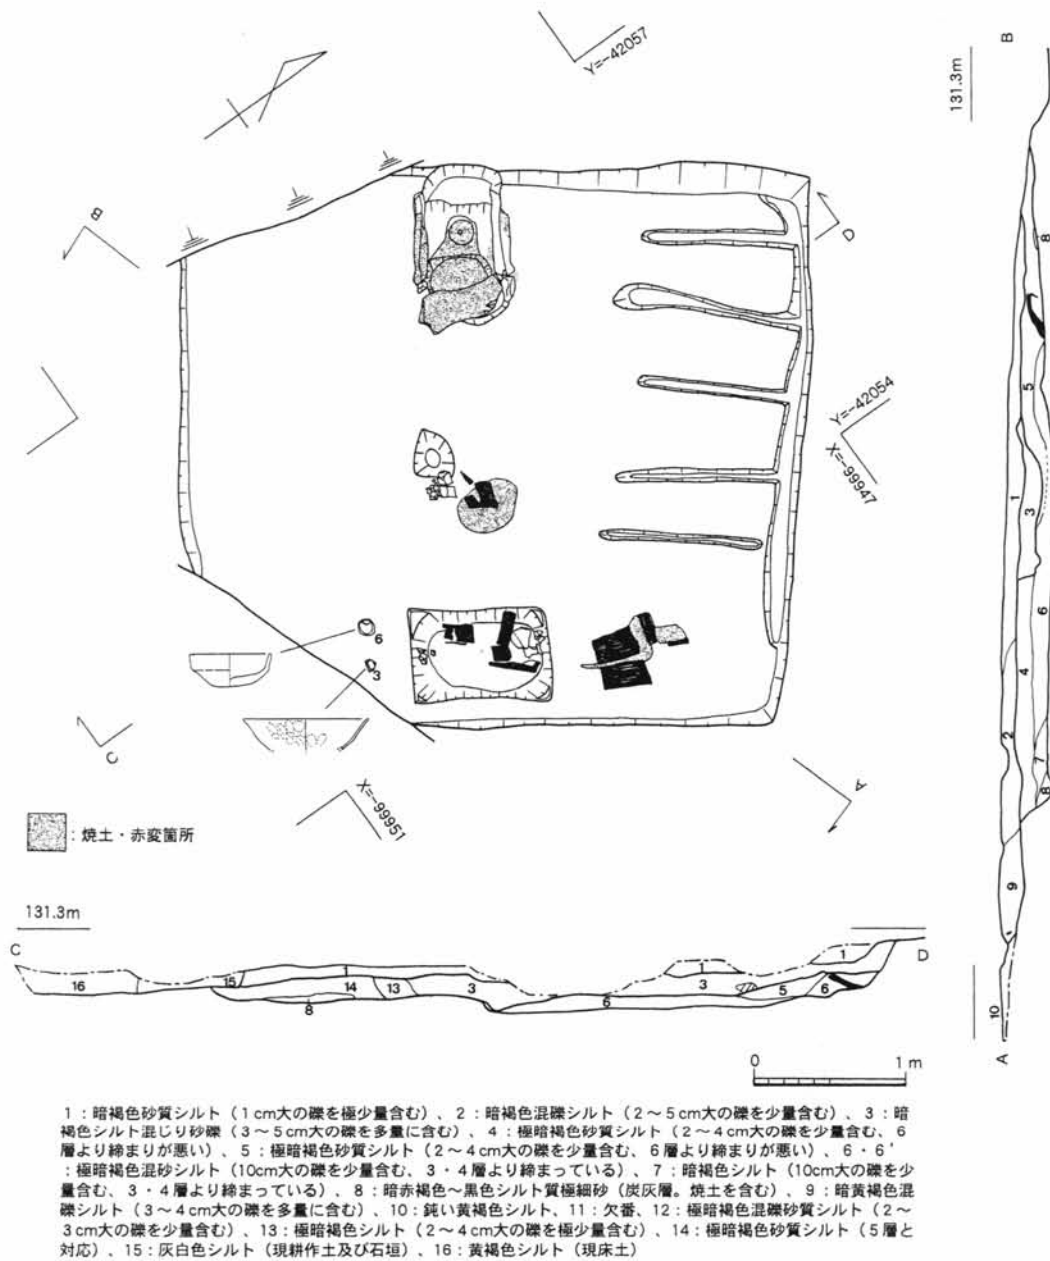 Y=-42057
B
131.3m
B
D
8
Y=-42054
X=-99947
5
1
3
6
6
3
4
2
C
7
8
A
X=-99951
：焼土・赤変箇所
9
131.3m
C
D
1
1
15
3
3
16
14
13
5
6
8
6
10
0
1 m
A
1：暗褐色砂質シルト（1cm大の礫を極少量含む）、2：暗褐色混礫シルト（2～5cm大の礫を少量含む）、3：暗
褐色シルト混じり砂礫（3～5cm大の礫を多量に含む）、4：極暗褐色砂質シルト（2～4cm大の礫を少量含む、6
層より締まりが悪い）、5：極暗褐色砂質シルト（2～4cm大の礫を少量含む、6層より締まりが悪い）、6・6'
：極暗褐色混砂シルト（10cm大の礫を少量含む、3・4層より締まっている）、7：暗褐色シルト（10cm大の礫を少
量含む、3・4層より締まっている）、8：暗赤褐色～黒色シルト質極細砂（炭灰層。焼土を含む）、9：暗黄褐色混
礫シルト（3～4cm大の礫を多量に含む）、10：鈍い黄褐色シルト、11：欠番、12：極暗褐色混礫砂質シルト（2～
3cm大の礫を少量含む）、13：極暗褐色シルト（2～4cm大の礫を極少量含む）、14：極暗褐色砂質シルト（5層と
対応）、15：灰白色シルト（現耕作土及び石垣）、16：黄褐色シルト（現床土）